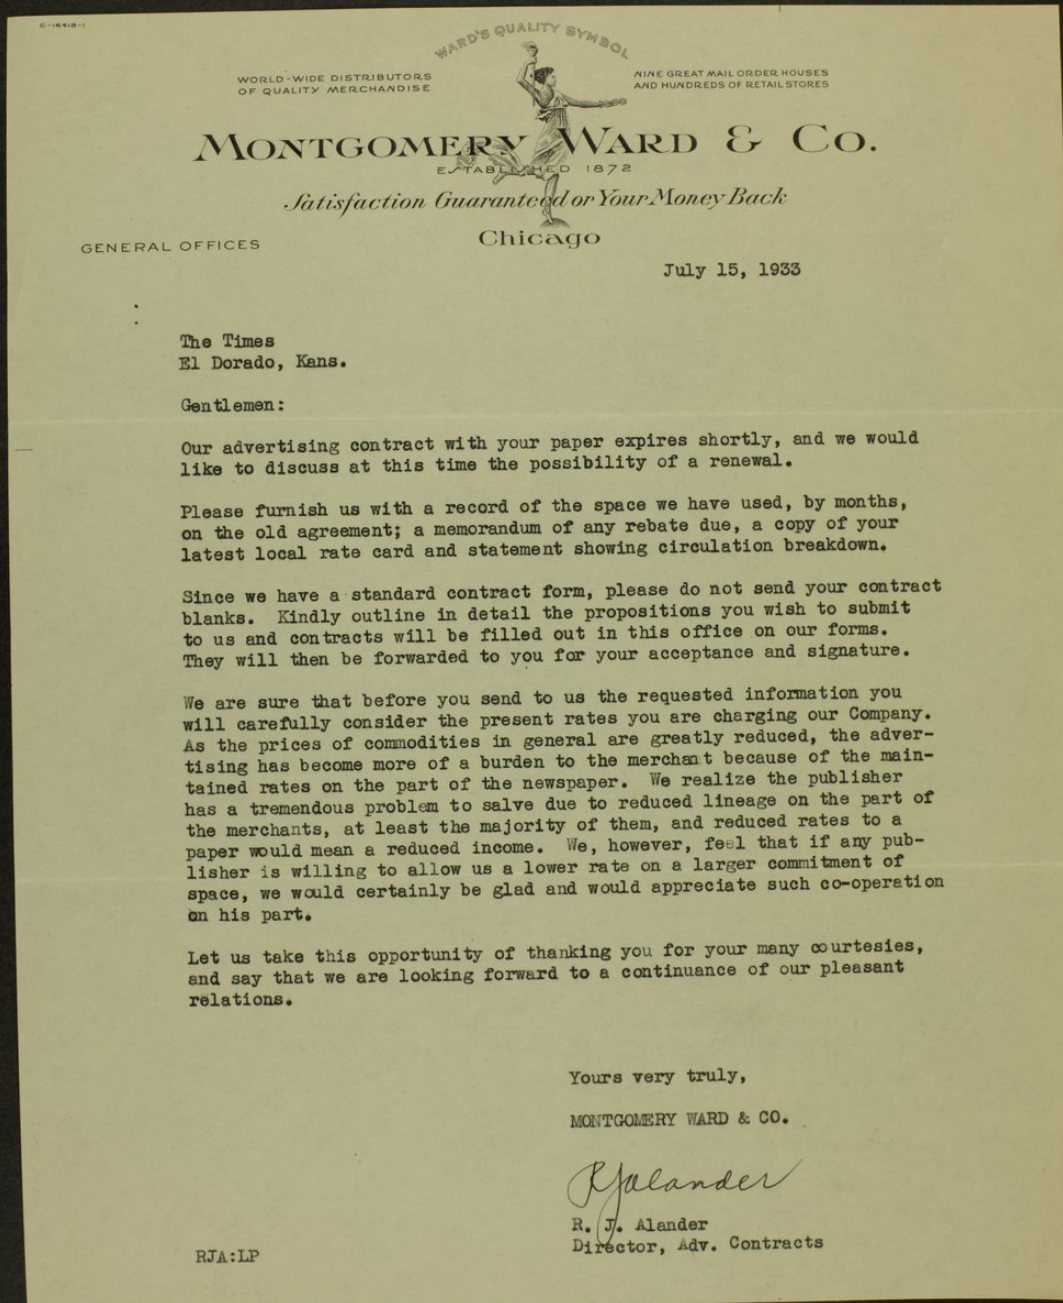 C-16418-1
WARD'S QUALITY SYMBOL
WORLD-WIDE DISTRIBUTORS
OF QUALITY MERCHANDISE
NINE GREAT MAIL ORDER HOUSES
AND HUNDREDS OF RETAIL STORES
MONTGOMERY WARD & CO.
ESTABLISHED 1872
Satisfaction Guaranteed or Your Money Back
GENERAL OFFICES
Chicago
July 15, 1933
The Times
El Dorado, Kans.
Gentlemen:
Our advertising contract with your paper expires shortly, and we would
like to discuss at this time the possibility of a renewal.
Please furnish us with a record of the space we have used, by months,
on the old agreement; a memorandum of any rebate due, a copy of your
latest local rate card and statement showing circulation breakdown.
Since we have a standard contract form, please do not send your contract
blanks. Kindly outline in detail the propositions you wish to submit
to us and contracts will be filled out in this office on our forms.
They will then be forwarded to you for your acceptance and signature.
We are sure that before you send to us the requested information you
will carefully consider the present rates you are charging our Company.
As the prices of commodities in general are greatly reduced, the adver-
tising has become more of a burden to the merchant because of the main-
tained rates on the part of the newspaper. We realize the publisher
has a tremendous problem to salve due to reduced lineage on the part of
the merchants, at least the majority of them, and reduced rates to a
paper would mean a reduced income. We, however, feel that if any pub-
lisher is willing to allow us a lower rate on a larger commitment of
space, we would certainly be glad and would appreciate such co-operation
on his part.
Let us take this opportunity of thanking you for your many courtesies,
and say that we are looking forward to a continuance of our pleasant
relations.
Yours very truly,
MONTGOMERY WARD & CO.
RJAlander
R. J. Alander
Director, Adv. Contracts
RJA:LP